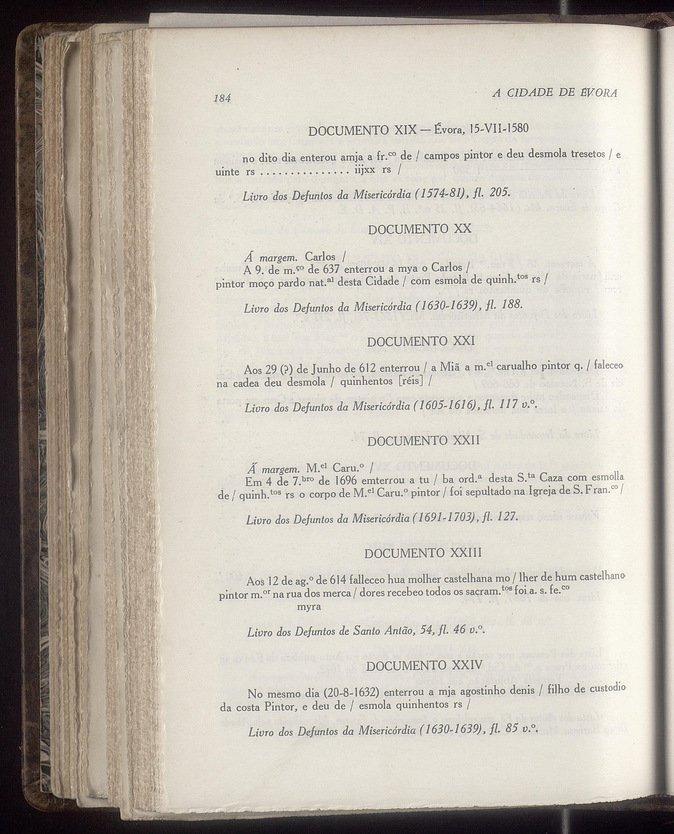 184
A CIDADE DE ÉVORA
DOCUMENTO XIX — Évora, 15-VII-1580
no dito dia enterou amja a fr.ᶜᵒ de / campos pintor e deu desmola tresetos / e
uinte rs . . . . . . . . . . . . . . . iijxx rs /
Livro dos Defuntos da Misericórdia (1574-81), fl. 205.
DOCUMENTO XX
Á margem. Carlos /
A 9. de m.ᶜᵒ de 637 enterrou a mya o Carlos /
pintor moço pardo nat.ᵃˡ desta Cidade / com esmola de quinh.ᵗᵒˢ rs /
Livro dos Defuntos da Misericórdia (1630-1639), fl. 188.
DOCUMENTO XXI
Aos 29 (?) de Junho de 612 enterrou / a Miã a m.ᵉˡ carualho pintor q. / faleceo
na cadea deu desmola / quinhentos [réis] /
Livro dos Defuntos da Misericórdia (1605-1616), fl. 117 v.º.
DOCUMENTO XXII
Á margem. M.ᵉˡ Caru.º /
Em 4 de 7.ᵇʳᵒ de 1696 emterrou a tu / ba ord.ᵃ desta S.ᵗᵃ Caza com esmolla
de / quinh.ᵗᵒˢ rs o corpo de M.ᵉˡ Caru.º pintor / foi sepultado na Igreja de S. Fran.ᶜᵒ /
Livro dos Defuntos da Misericórdia (1691-1703), fl. 127.
DOCUMENTO XXIII
Aos 12 de ag.º de 614 falleceo hua molher castelhana mo / lher de hum castelhano
pintor m.ᵒʳ na rua dos merca / dores recebeo todos os sacram.ᵗᵒˢ foi a. s. fe.ᶜᵒ
myra
Livro dos Defuntos de Santo Antão, 54, fl. 46 v.º.
DOCUMENTO XXIV
No mesmo dia (20-8-1632) enterrou a mja agostinho denis / filho de custodio
da costa Pintor, e deu de / esmola quinhentos rs /
Livro dos Defuntos da Misericórdia (1630-1639), fl. 85 v.º.